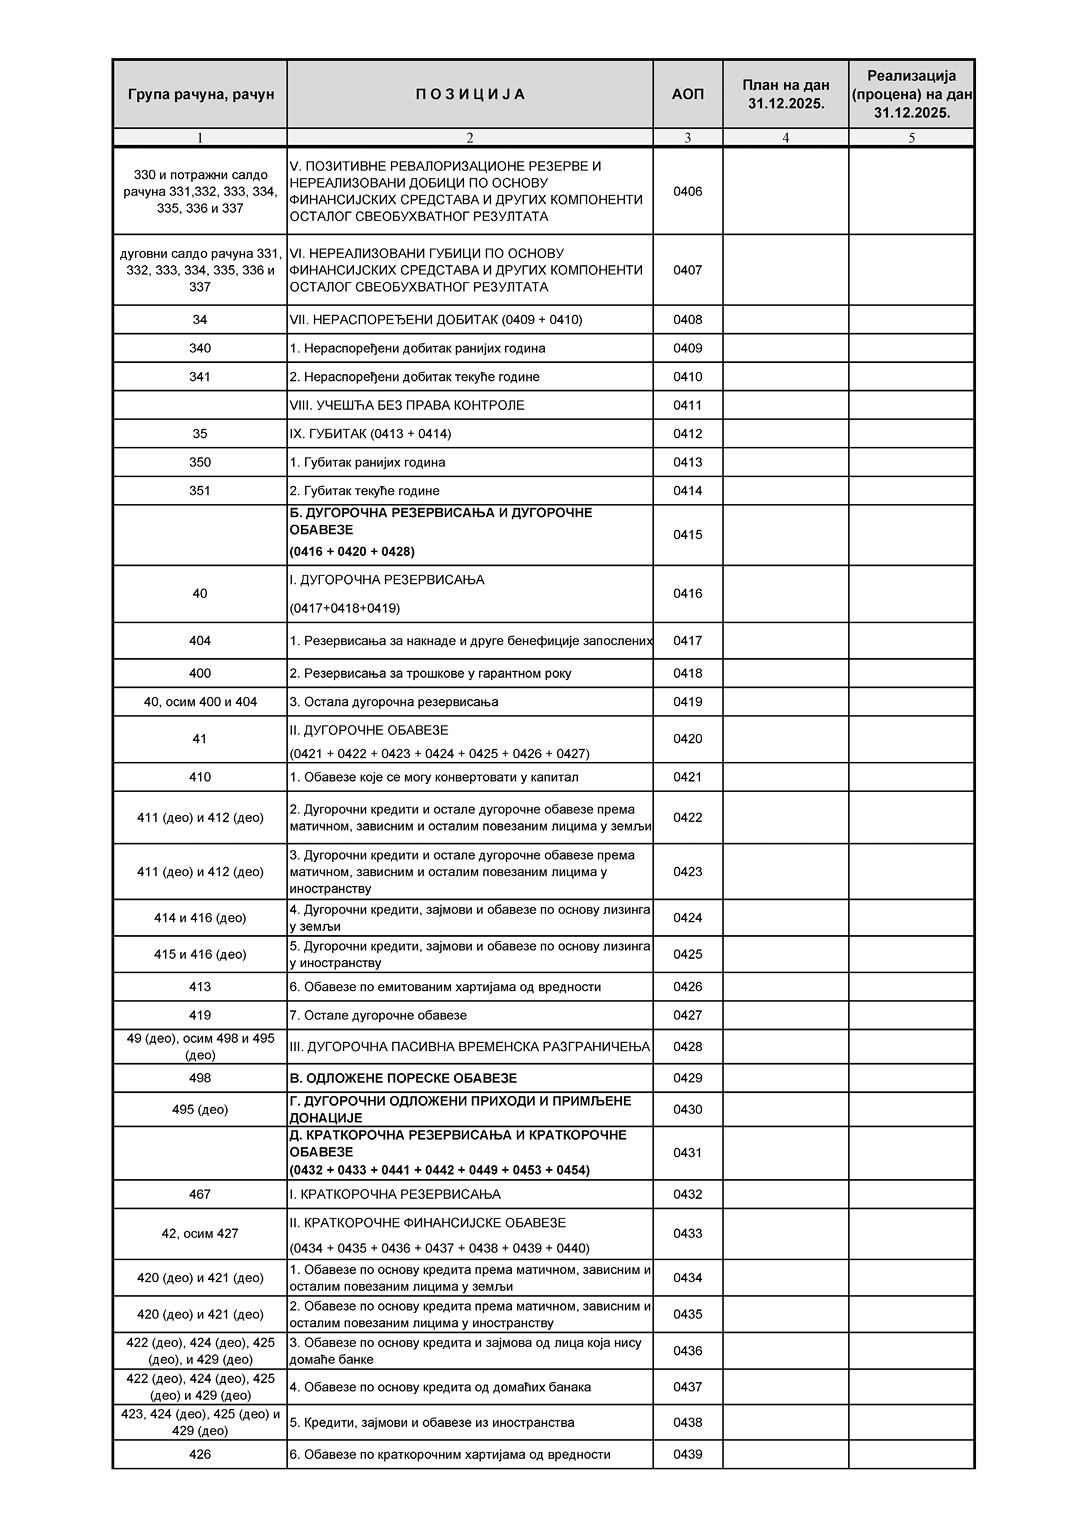 Група рачуна, рачун
П О З И Ц И Ј А
АОП
План на дан
31.12.2025.
Реализација
(процена) на дан
31.12.2025.
1
2
3
4
5
330 и потражни салдо
рачуна 331,332, 333, 334,
335, 336 и 337
V. ПОЗИТИВНЕ РЕВАЛОРИЗАЦИОНЕ РЕЗЕРВЕ И
НЕРЕАЛИЗОВАНИ ДОБИЦИ ПО ОСНОВУ
ФИНАНСИЈСКИХ СРЕДСТАВА И ДРУГИХ КОМПОНЕНТИ
ОСТАЛОГ СВЕОБУХВАТНОГ РЕЗУЛТАТА
0406
дуговни салдо рачуна 331,
332, 333, 334, 335, 336 и
337
VI. НЕРЕАЛИЗОВАНИ ГУБИЦИ ПО ОСНОВУ
ФИНАНСИЈСКИХ СРЕДСТАВА И ДРУГИХ КОМПОНЕНТИ
ОСТАЛОГ СВЕОБУХВАТНОГ РЕЗУЛТАТА
0407
34
VII. НЕРАСПОРЕЂЕНИ ДОБИТАК (0409 + 0410)
0408
340
1. Нераспоређени добитак ранијих година
0409
341
2. Нераспоређени добитак текуће године
0410
VIII. УЧЕШЋА БЕЗ ПРАВА КОНТРОЛЕ
0411
35
IX. ГУБИТАК (0413 + 0414)
0412
350
1. Губитак ранијих година
0413
351
2. Губитак текуће године
0414
Б. ДУГОРОЧНА РЕЗЕРВИСАЊА И ДУГОРОЧНЕ
ОБАВЕЗЕ
(0416 + 0420 + 0428)
0415
40
I. ДУГОРОЧНА РЕЗЕРВИСАЊА
(0417+0418+0419)
0416
404
1. Резервисања за накнаде и друге бенефиције запослених
0417
400
2. Резервисања за трошкове у гарантном року
0418
40, осим 400 и 404
3. Остала дугорочна резервисања
0419
41
II. ДУГОРОЧНЕ ОБАВЕЗЕ
(0421 + 0422 + 0423 + 0424 + 0425 + 0426 + 0427)
0420
410
1. Обавезе које се могу конвертовати у капитал
0421
411 (део) и 412 (део)
2. Дугорочни кредити и остале дугорочне обавезе према
матичном, зависним и осталим повезаним лицима у земљи
0422
411 (део) и 412 (део)
3. Дугорочни кредити и остале дугорочне обавезе према
матичном, зависним и осталим повезаним лицима у
иностранству
0423
414 и 416 (део)
4. Дугорочни кредити, зајмови и обавезе по основу лизинга
у земљи
0424
415 и 416 (део)
5. Дугорочни кредити, зајмови и обавезе по основу лизинга
у иностранству
0425
413
6. Обавезе по емитованим хартијама од вредности
0426
419
7. Остале дугорочне обавезе
0427
49 (део), осим 498 и 495
(део)
III. ДУГОРОЧНА ПАСИВНА ВРЕМЕНСКА РАЗГРАНИЧЕЊА
0428
498
В. ОДЛОЖЕНЕ ПОРЕСКЕ ОБАВЕЗЕ
0429
495 (део)
Г. ДУГОРОЧНИ ОДЛОЖЕНИ ПРИХОДИ И ПРИМЉЕНЕ
ДОНАЦИЈЕ
0430
Д. КРАТКОРОЧНА РЕЗЕРВИСАЊА И КРАТКОРОЧНЕ
ОБАВЕЗЕ
(0432 + 0433 + 0441 + 0442 + 0449 + 0453 + 0454)
0431
467
I. КРАТКОРОЧНА РЕЗЕРВИСАЊА
0432
42, осим 427
II. КРАТКОРОЧНЕ ФИНАНСИЈСКЕ ОБАВЕЗЕ
(0434 + 0435 + 0436 + 0437 + 0438 + 0439 + 0440)
0433
420 (део) и 421 (део)
1. Обавезе по основу кредита према матичном, зависним и
осталим повезаним лицима у земљи
0434
420 (део) и 421 (део)
2. Обавезе по основу кредита према матичном, зависним и
осталим повезаним лицима у иностранству
0435
422 (део), 424 (део), 425
(део), и 429 (део)
3. Обавезе по основу кредита и зајмова од лица која нису
домаће банке
0436
422 (део), 424 (део), 425
(део) и 429 (део)
4. Обавезе по основу кредита од домаћих банака
0437
423, 424 (део), 425 (део) и
429 (део)
5. Кредити, зајмови и обавезе из иностранства
0438
426
6. Обавезе по краткорочним хартијама од вредности
0439